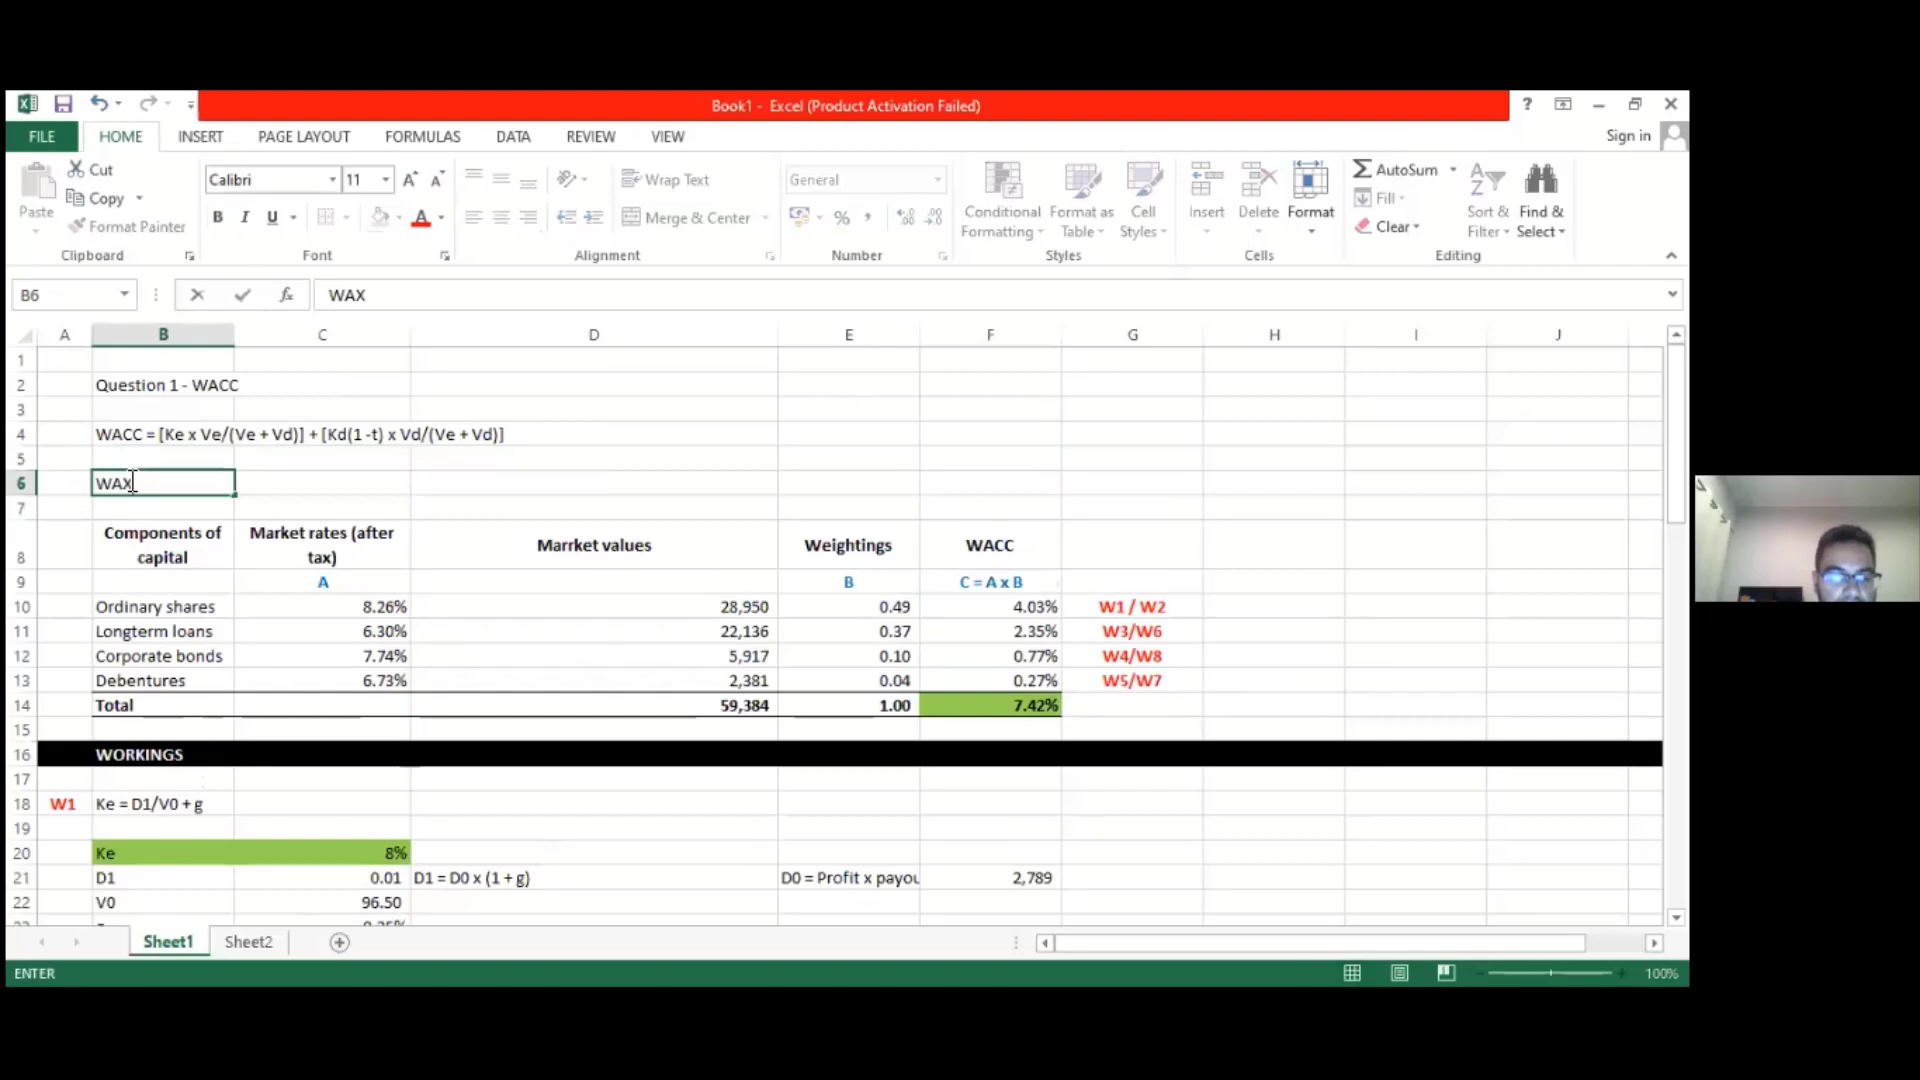 Book1 - Excel (Product Activation Failed)
?
FILE HOME INSERT PAGE LAYOUT FORMULAS DATA REVIEW VIEW Sign in
Paste Cut Copy Format Painter
Clipboard
Calibri 11
B I U
Font
Wrap Text
Merge & Center
Alignment
General
%
Number
Conditional Formatting Format as Table Cell Styles
Styles
Insert Delete Format
Cells
AutoSum Fill Clear Sort & Filter Find & Select
Editing
B6 fx WAX
A B C D E F G H I J
1
2 Question 1 - WACC
3
4 WACC = [Ke x Ve/(Ve + Vd)] + [Kd(1 -t) x Vd/(Ve + Vd)]
5
6 WAX
7
8 Components of capital Market rates (after tax) Marrket values Weightings WACC
9 A B C = A x B
10 Ordinary shares 8.26% 28,950 0.49 4.03% W1 / W2
11 Longterm loans 6.30% 22,136 0.37 2.35% W3/W6
12 Corporate bonds 7.74% 5,917 0.10 0.77% W4/W8
13 Debentures 6.73% 2,381 0.04 0.27% W5/W7
14 Total 59,384 1.00 7.42%
15
16 WORKINGS
17
18 W1 Ke = D1/V0 + g
19
20 Ke 8%
21 D1 0.01 D1 = D0 x (1 + g) D0 = Profit x payou 2,789
22 V0 96.50
Sheet1 Sheet2
ENTER 100%